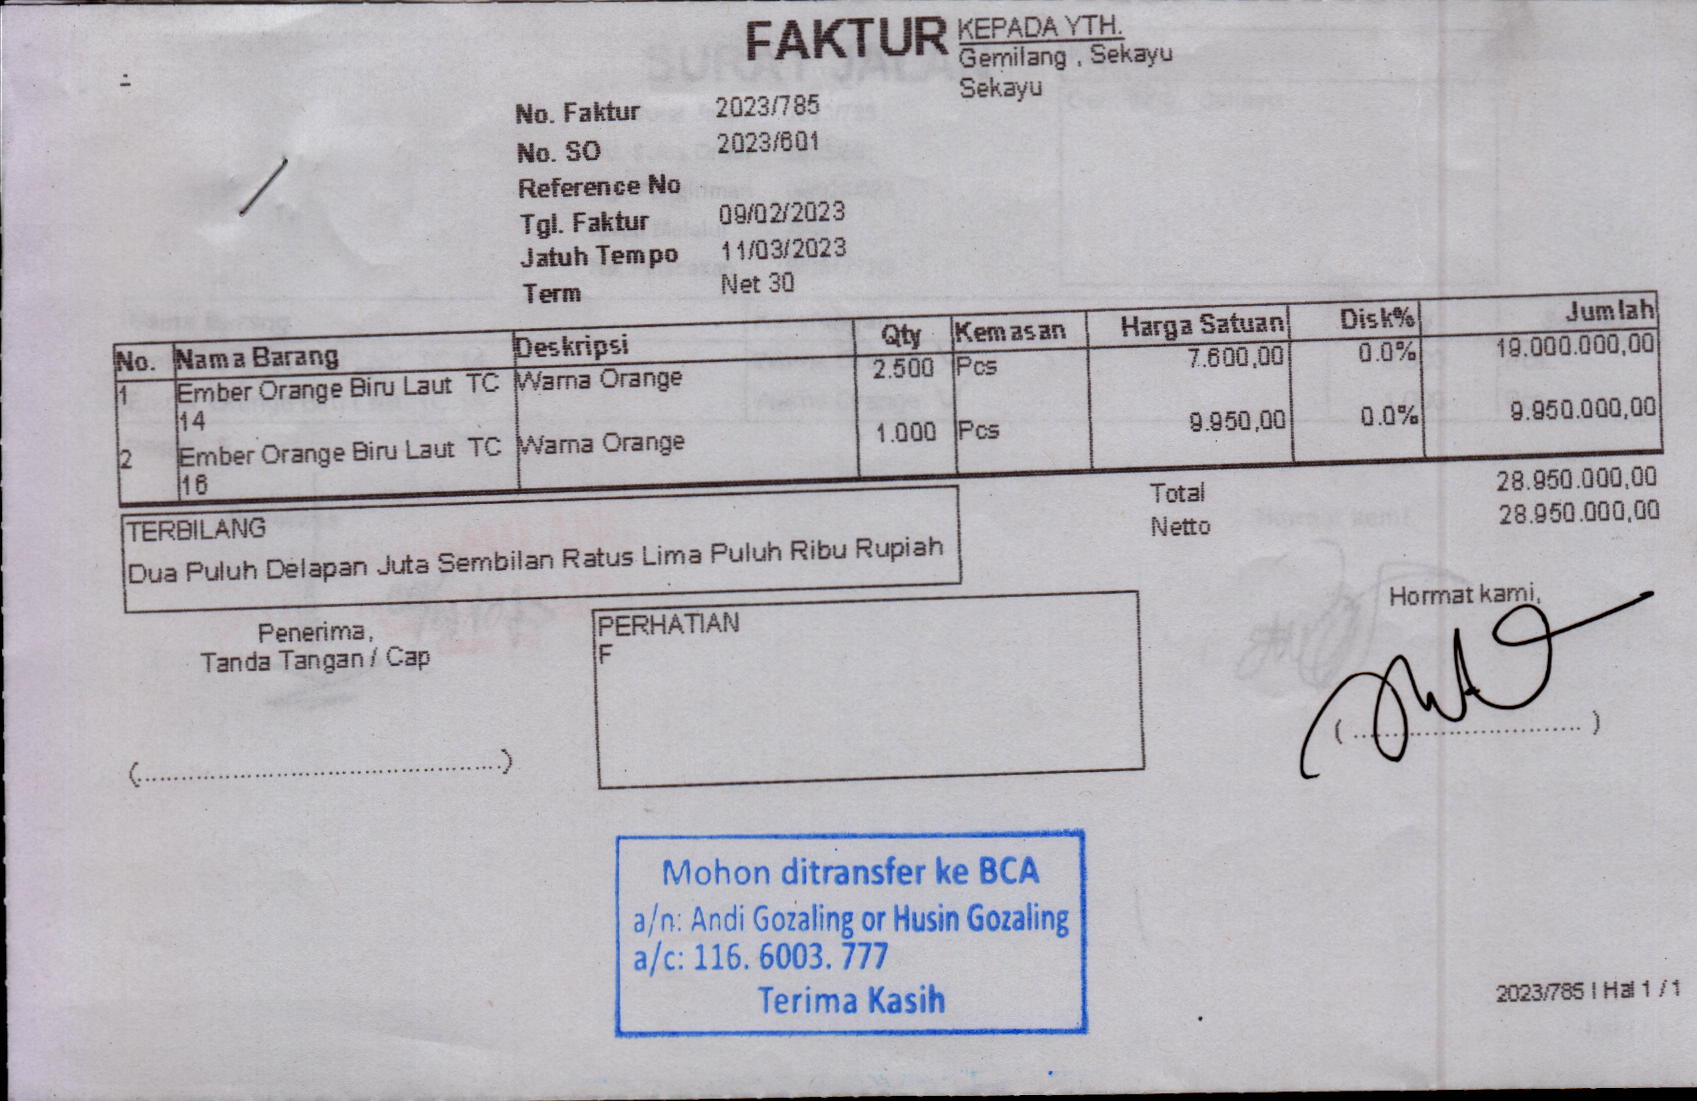 FAKTUR
KEPADA YTH.
Gemilang , Sekayu
Sekayu
No. Faktur 2023/785
No. SO 2023/601
Reference No
Tgl. Faktur 09/02/2023
Jatuh Tempo 11/03/2023
Term Net 30
No. Nama Barang Deskripsi Qty Kemasan Harga Satuan Disk% Jumlah
1 Ember Orange Biru Laut TC Warna Orange 2.500 Pcs 7.600,00 0.0% 19.000.000,00
14
2 Ember Orange Biru Laut TC Warna Orange 1.000 Pcs 9.950,00 0.0% 9.950.000,00
16
Total 28.950.000,00
Netto 28.950.000,00
TERBILANG
Dua Puluh Delapan Juta Sembilan Ratus Lima Puluh Ribu Rupiah
Penerima,
Tanda Tangan / Cap
(..................................................)
PERHATIAN
F
Hormat kami,
( .................................... )
Mohon ditransfer ke BCA
a/n: Andi Gozaling or Husin Gozaling
a/c: 116. 6003. 777
Terima Kasih
2023/785 | Hal 1 / 1